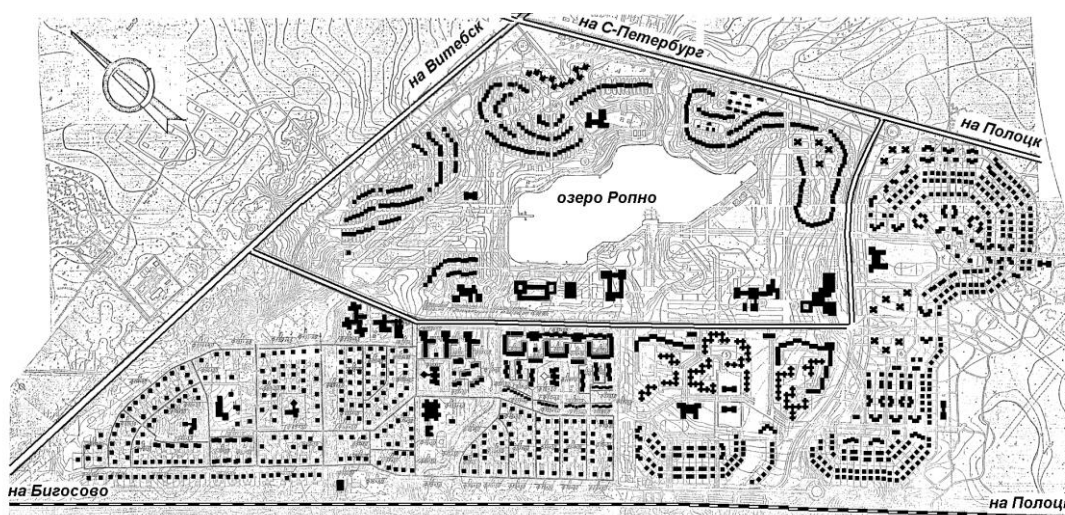 на Витебск
на С-Петербург
на Полоцк
озеро Ропно
на Бигосово
на Полоцк